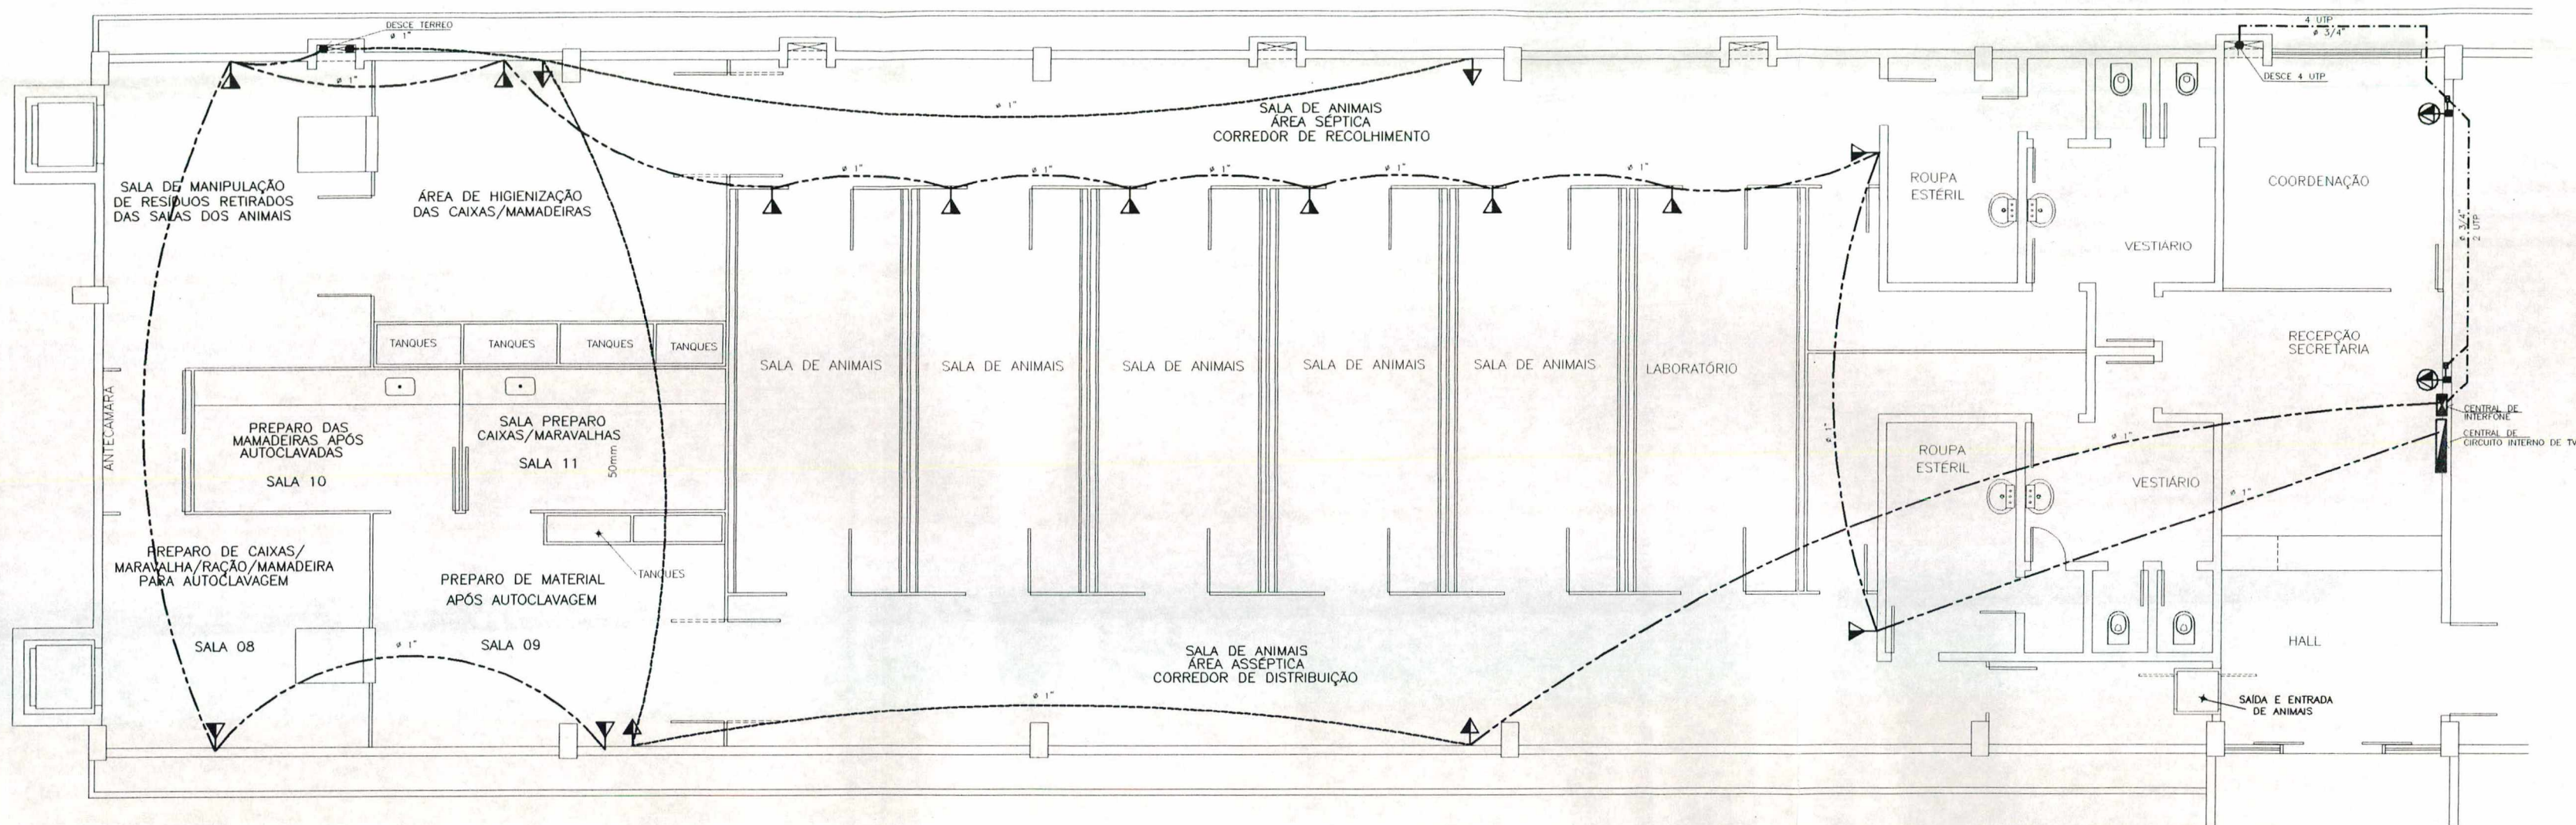 DESCE TERREO
ø 1"
4 UTP
ø 3/4"
DESCE 4 UTP
ø 1"
ø 1"
SALA DE ANIMAIS
ÁREA SÉPTICA
CORREDOR DE RECOLHIMENTO
ø 1"
ø 1"
ø 1"
ø 1"
ø 1"
SALA DE MANIPULAÇÃO
DE RESÍDUOS RETIRADOS
DAS SALAS DOS ANIMAIS
ÁREA DE HIGIENIZAÇÃO
DAS CAIXAS/MAMADEIRAS
ROUPA
ESTÉRIL
COORDENAÇÃO
VESTIÁRIO
ø 3/4"
2 UTP
TANQUES
TANQUES
TANQUES
TANQUES
SALA DE ANIMAIS
SALA DE ANIMAIS
SALA DE ANIMAIS
SALA DE ANIMAIS
SALA DE ANIMAIS
LABORATÓRIO
RECEPÇÃO
SECRETARIA
ANTECÂMARA
PREPARO DAS
MAMADEIRAS APÓS
AUTOCLAVADAS
SALA 10
SALA PREPARO
CAIXAS/MARAVALHAS
SALA 11
50mm
ø 1"
ø 1"
CENTRAL DE
INTERFONE
CENTRAL DE
CIRCUITO INTERNO DE TV
ROUPA
ESTÉRIL
VESTIÁRIO
ø 1"
PREPARO DE CAIXAS/
MARAVALHA/RAÇÃO/MAMADEIRA
PARA AUTOCLAVAGEM
SALA 08
PREPARO DE MATERIAL
APÓS AUTOCLAVAGEM
TANQUES
SALA 09
ø 1"
SALA DE ANIMAIS
ÁREA ASSÉPTICA
CORREDOR DE DISTRIBUIÇÃO
ø 1"
HALL
SAÍDA E ENTRADA
DE ANIMAIS